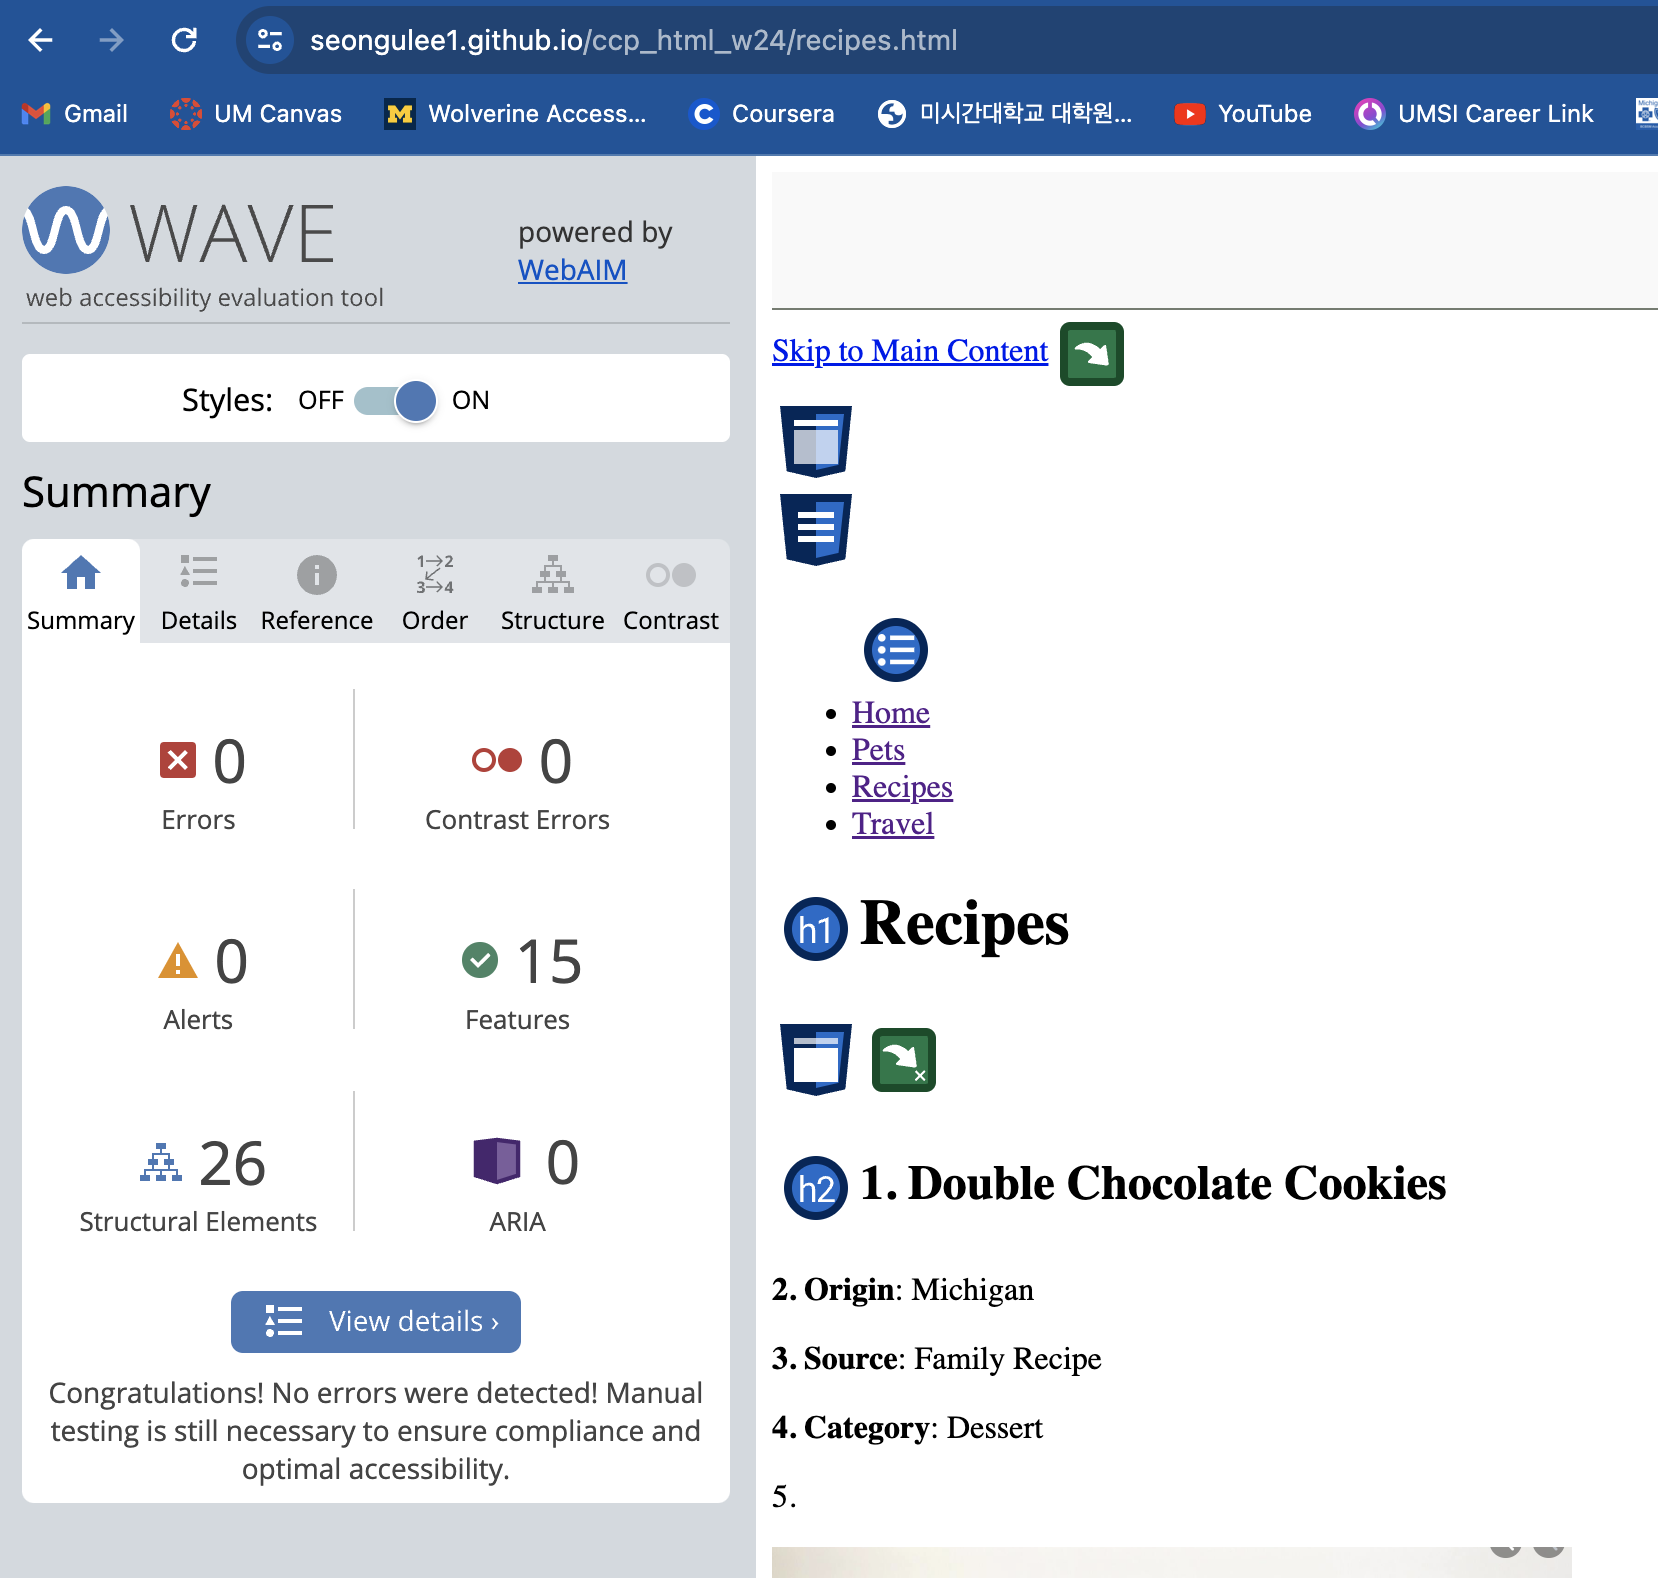 seongulee1.github.io/ccp_html_w24/recipes.html
Gmail
UM Canvas
M
Wolverine Access...
C
Coursera
미시간대학교 대학원...
YouTube
UMSI Career Link
WAVE
powered by
WebAIM
web accessibility evaluation tool
Styles: OFF ON
Summary
1→2
3→4
Summary
Details
i
Reference
Order
Structure
Contrast
0
Errors
0
Contrast Errors
0
Alerts
15
Features
26
Structural Elements
0
ARIA
View details ›
Congratulations! No errors were detected! Manual
testing is still necessary to ensure compliance and
optimal accessibility.
Skip to Main Content
Home
Pets
Recipes
Travel
h1 Recipes
h2 1. Double Chocolate Cookies
2. Origin: Michigan
3. Source: Family Recipe
4. Category: Dessert
5.